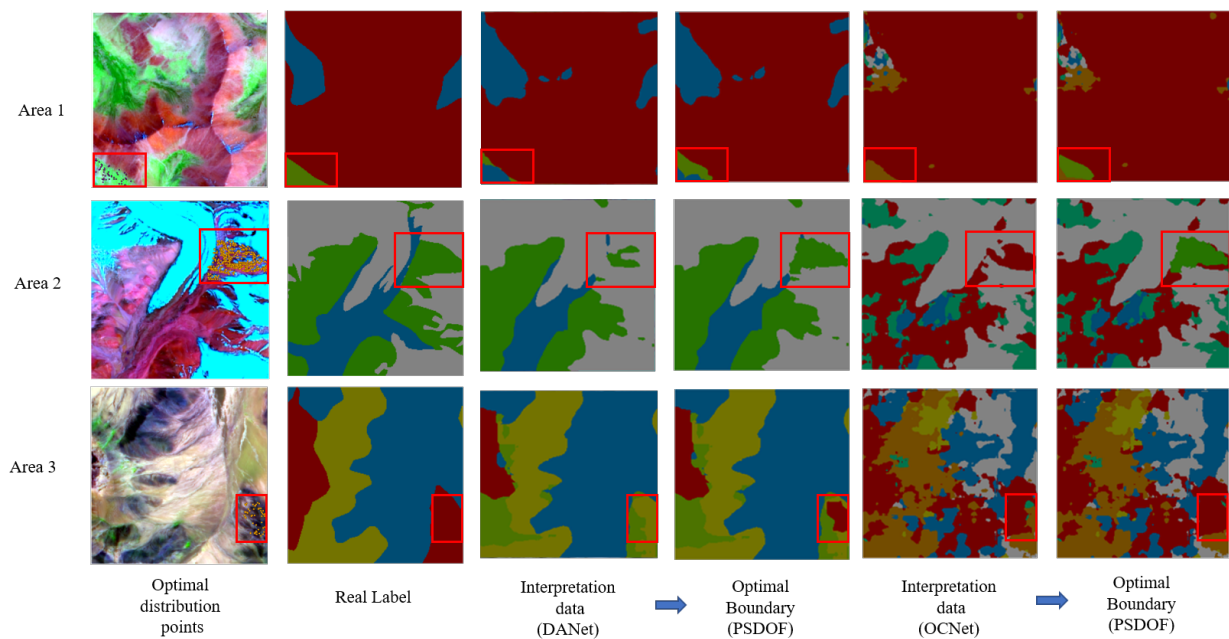 Area 1
Area 2
Area 3
Optimal
distribution
points
Real Label
Interpretation
data
(DANet)
Optimal
Boundary
(PSDOF)
Interpretation
data
(OCNet)
Optimal
Boundary
(PSDOF)